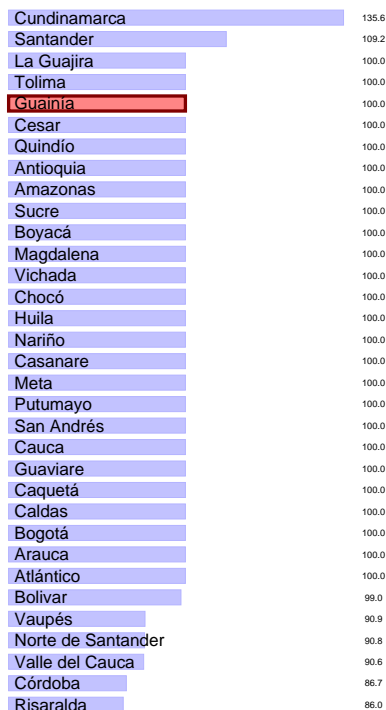 Cundinamarca 135.6
Santander 109.2
La Guajira 100.0
Tolima 100.0
Guainía 100.0
Cesar 100.0
Quindío 100.0
Antioquia 100.0
Amazonas 100.0
Sucre 100.0
Boyacá 100.0
Magdalena 100.0
Vichada 100.0
Chocó 100.0
Huila 100.0
Nariño 100.0
Casanare 100.0
Meta 100.0
Putumayo 100.0
San Andrés 100.0
Cauca 100.0
Guaviare 100.0
Caquetá 100.0
Caldas 100.0
Bogotá 100.0
Arauca 100.0
Atlántico 100.0
Bolivar 99.0
Vaupés 90.9
Norte de Santander 90.8
Valle del Cauca 90.6
Córdoba 86.7
Risaralda 86.0